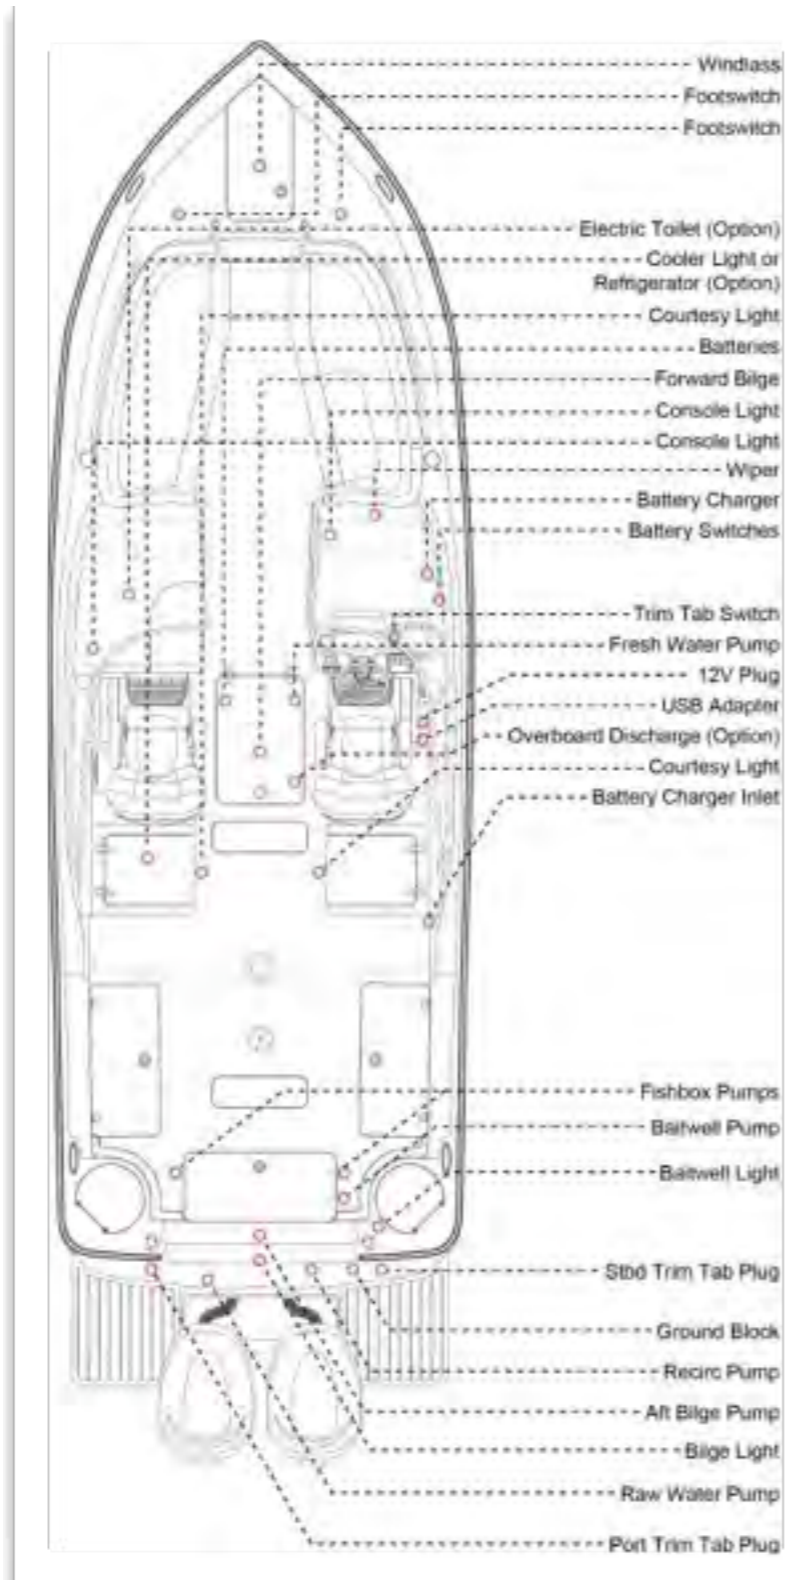 Windlass
Footswitch
Footswitch
Electric Toilet (Option)
Cooler Light or
Refrigerator (Option)
Courtesy Light
Batteries
Forward Bilge
Console Light
Console Light
Wiper
Battery Charger
Battery Switches
Trim Tab Switch
Fresh Water Pump
12V Plug
USB Adapter
Overboard Discharge (Option)
Courtesy Light
Battery Charger Inlet
Fishbox Pumps
Baitwell Pump
Baitwell Light
Stbd Trim Tab Plug
Ground Block
Recirc Pump
Aft Bilge Pump
Bilge Light
Raw Water Pump
Port Trim Tab Plug